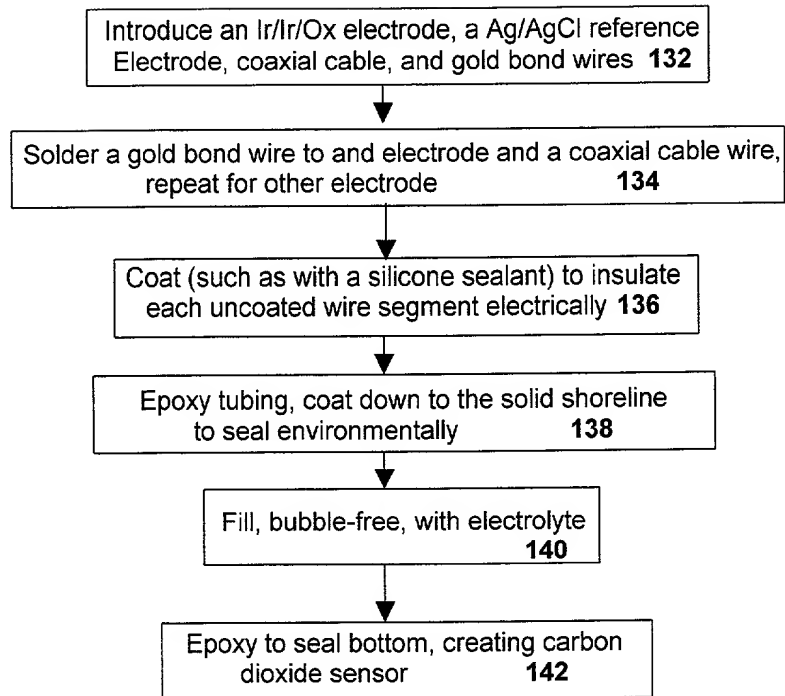 Introduce an Ir/Ir/Ox electrode, a Ag/AgCl reference
Electrode, coaxial cable, and gold bond wires 132
Solder a gold bond wire to and electrode and a coaxial cable wire,
repeat for other electrode 134
Coat (such as with a silicone sealant) to insulate
each uncoated wire segment electrically 136
Epoxy tubing, coat down to the solid shoreline
to seal environmentally 138
Fill, bubble-free, with electrolyte
140
Epoxy to seal bottom, creating carbon
dioxide sensor 142